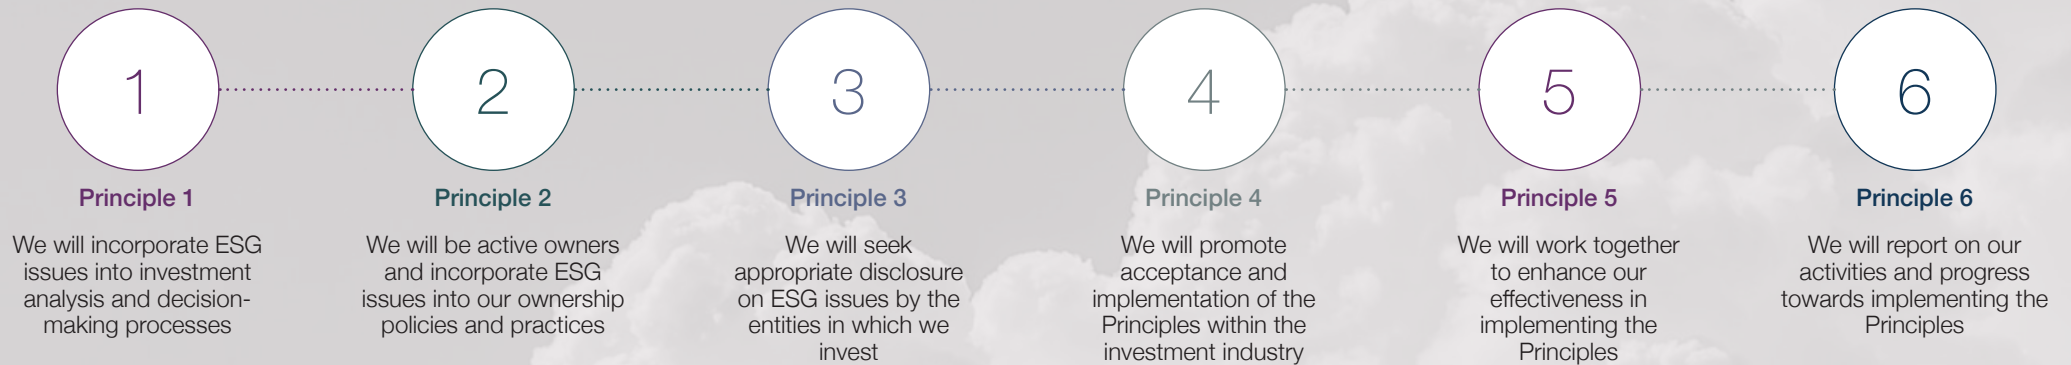 1
Principle 1
We will incorporate ESG
issues into investment
analysis and decision-
making processes
2
Principle 2
We will be active owners
and incorporate ESG
issues into our ownership
policies and practices
3
Principle 3
We will seek
appropriate disclosure
on ESG issues by the
entities in which we
invest
4
Principle 4
We will promote
acceptance and
implementation of the
Principles within the
investment industry
5
Principle 5
We will work together
to enhance our
effectiveness in
implementing the
Principles
6
Principle 6
We will report on our
activities and progress
towards implementing the
Principles